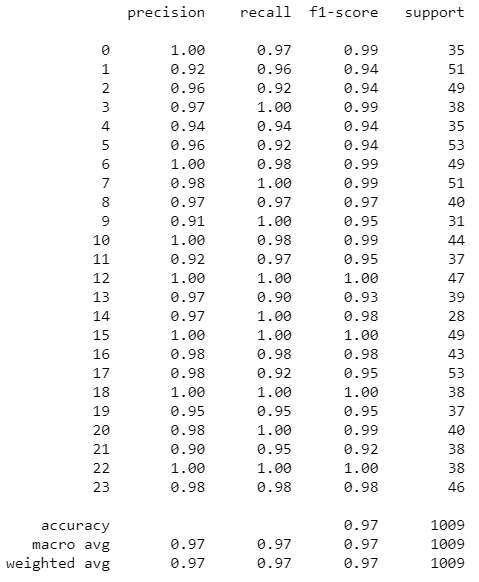 precision recall f1-score support
0 1.00 0.97 0.99 35
1 0.92 0.96 0.94 51
2 0.96 0.92 0.94 49
3 0.97 1.00 0.99 38
4 0.94 0.94 0.94 35
5 0.96 0.92 0.94 53
6 1.00 0.98 0.99 49
7 0.98 1.00 0.99 51
8 0.97 0.97 0.97 40
9 0.91 1.00 0.95 31
10 1.00 0.98 0.99 44
11 0.92 0.97 0.95 37
12 1.00 1.00 1.00 47
13 0.97 0.90 0.93 39
14 0.97 1.00 0.98 28
15 1.00 1.00 1.00 49
16 0.98 0.98 0.98 43
17 0.98 0.92 0.95 53
18 1.00 1.00 1.00 38
19 0.95 0.95 0.95 37
20 0.98 1.00 0.99 40
21 0.90 0.95 0.92 38
22 1.00 1.00 1.00 38
23 0.98 0.98 0.98 46
accuracy 0.97 1009
macro avg 0.97 0.97 0.97 1009
weighted avg 0.97 0.97 0.97 1009